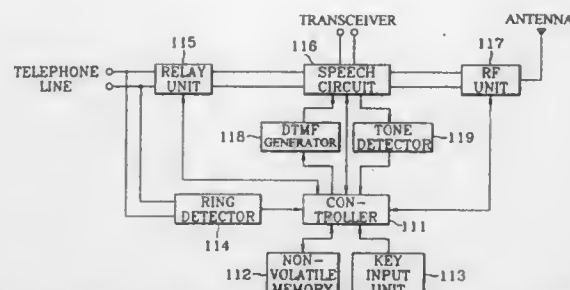 TRANSCEIVER
ANTENNA
115
116
117
TELEPHONE
LINE
RELAY
UNIT
SPEECH
CIRCUIT
RF
UNIT
118
DTMF
GENERATOR
TONE
DETECTOR
119
RING
DETECTOR
CON-
TROLLER
111
114
112
NON-
VOLATILE
MEMORY
KEY
INPUT
UNIT
113